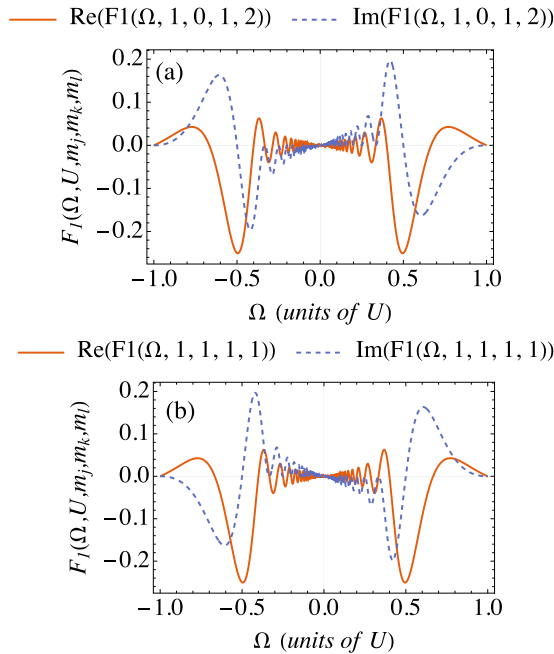 Re(F1(Ω, 1, 0, 1, 2)) Im(F1(Ω, 1, 0, 1, 2))
(a)
F₁(Ω,U,mⱼ,mₖ,mₗ)
0.2
0.1
0.0
−0.1
−0.2
−1.0 −0.5 0.0 0.5 1.0
Ω (units of U)
Re(F1(Ω, 1, 1, 1, 1)) Im(F1(Ω, 1, 1, 1, 1))
(b)
F₁(Ω,U,mⱼ,mₖ,mₗ)
0.2
0.1
0.0
−0.1
−0.2
−1.0 −0.5 0.0 0.5 1.0
Ω (units of U)